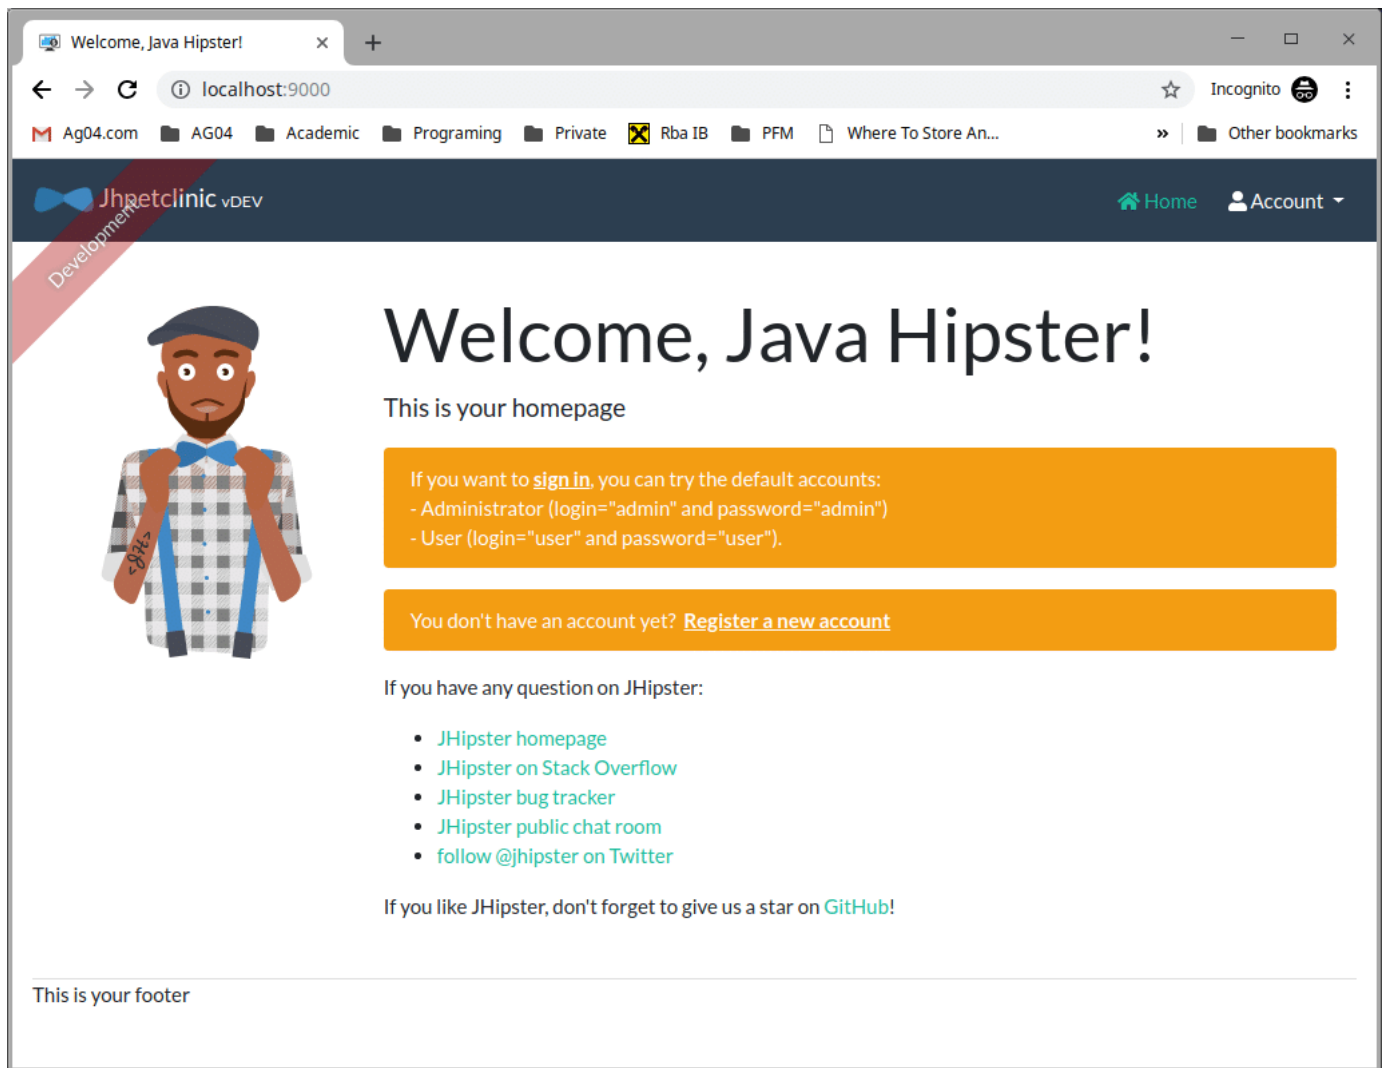 Welcome, Java Hipster!
localhost:9000
Incognito
Ag04.com AG04 Academic Programing Private Rba IB PFM Where To Store An... » Other bookmarks
Jhpetclinic vDEV
Home Account
Development
Welcome, Java Hipster!
This is your homepage
If you want to sign in, you can try the default accounts:
- Administrator (login="admin" and password="admin")
- User (login="user" and password="user").
You don't have an account yet? Register a new account
If you have any question on JHipster:
• JHipster homepage
• JHipster on Stack Overflow
• JHipster bug tracker
• JHipster public chat room
• follow @jhipster on Twitter
If you like JHipster, don't forget to give us a star on GitHub!
This is your footer